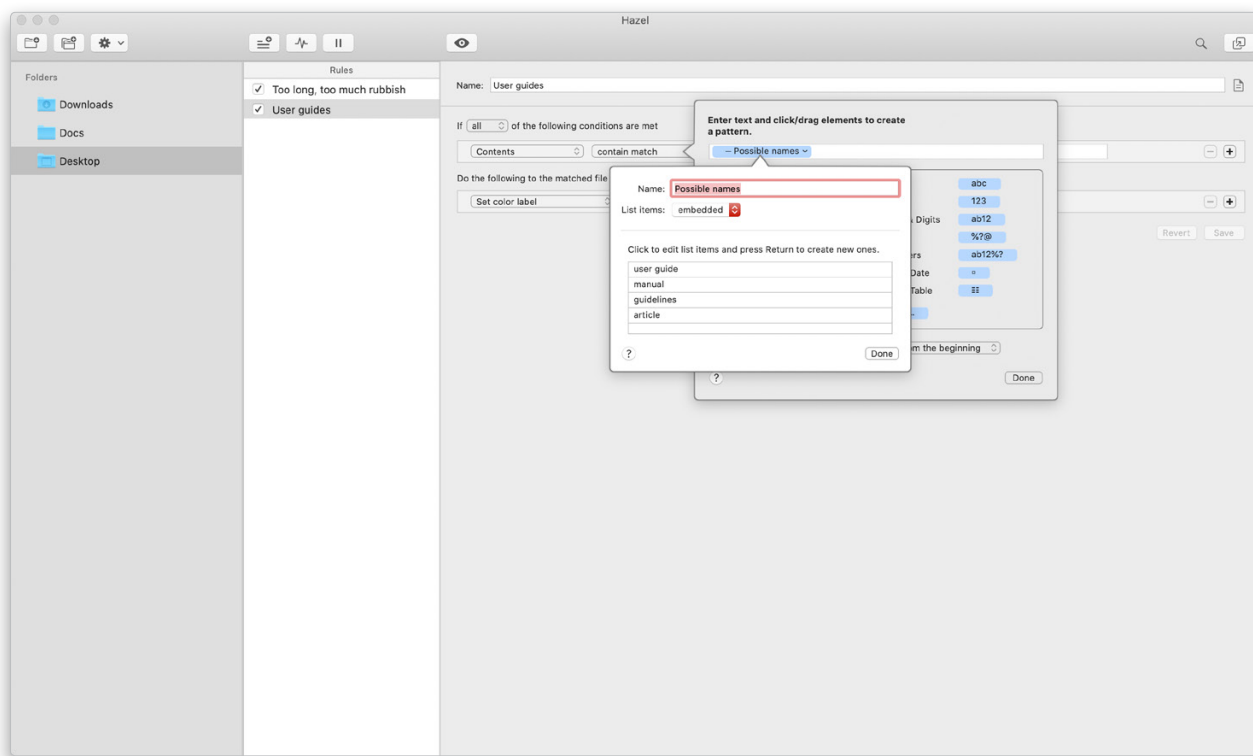 Hazel
Folders
Downloads
Docs
Desktop
Rules
Too long, too much rubbish
User guides
Name: User guides
If all of the following conditions are met
Contents contain match
Do the following to the matched file
Set color label
Revert Save
Enter text and click/drag elements to create
a pattern.
– Possible names
abc
123
Digits ab12
%?@
ab12%?
Date
Table
the beginning
? Done
Name: Possible names
List items: embedded
Click to edit list items and press Return to create new ones.
user guide
manual
guidelines
article
? Done